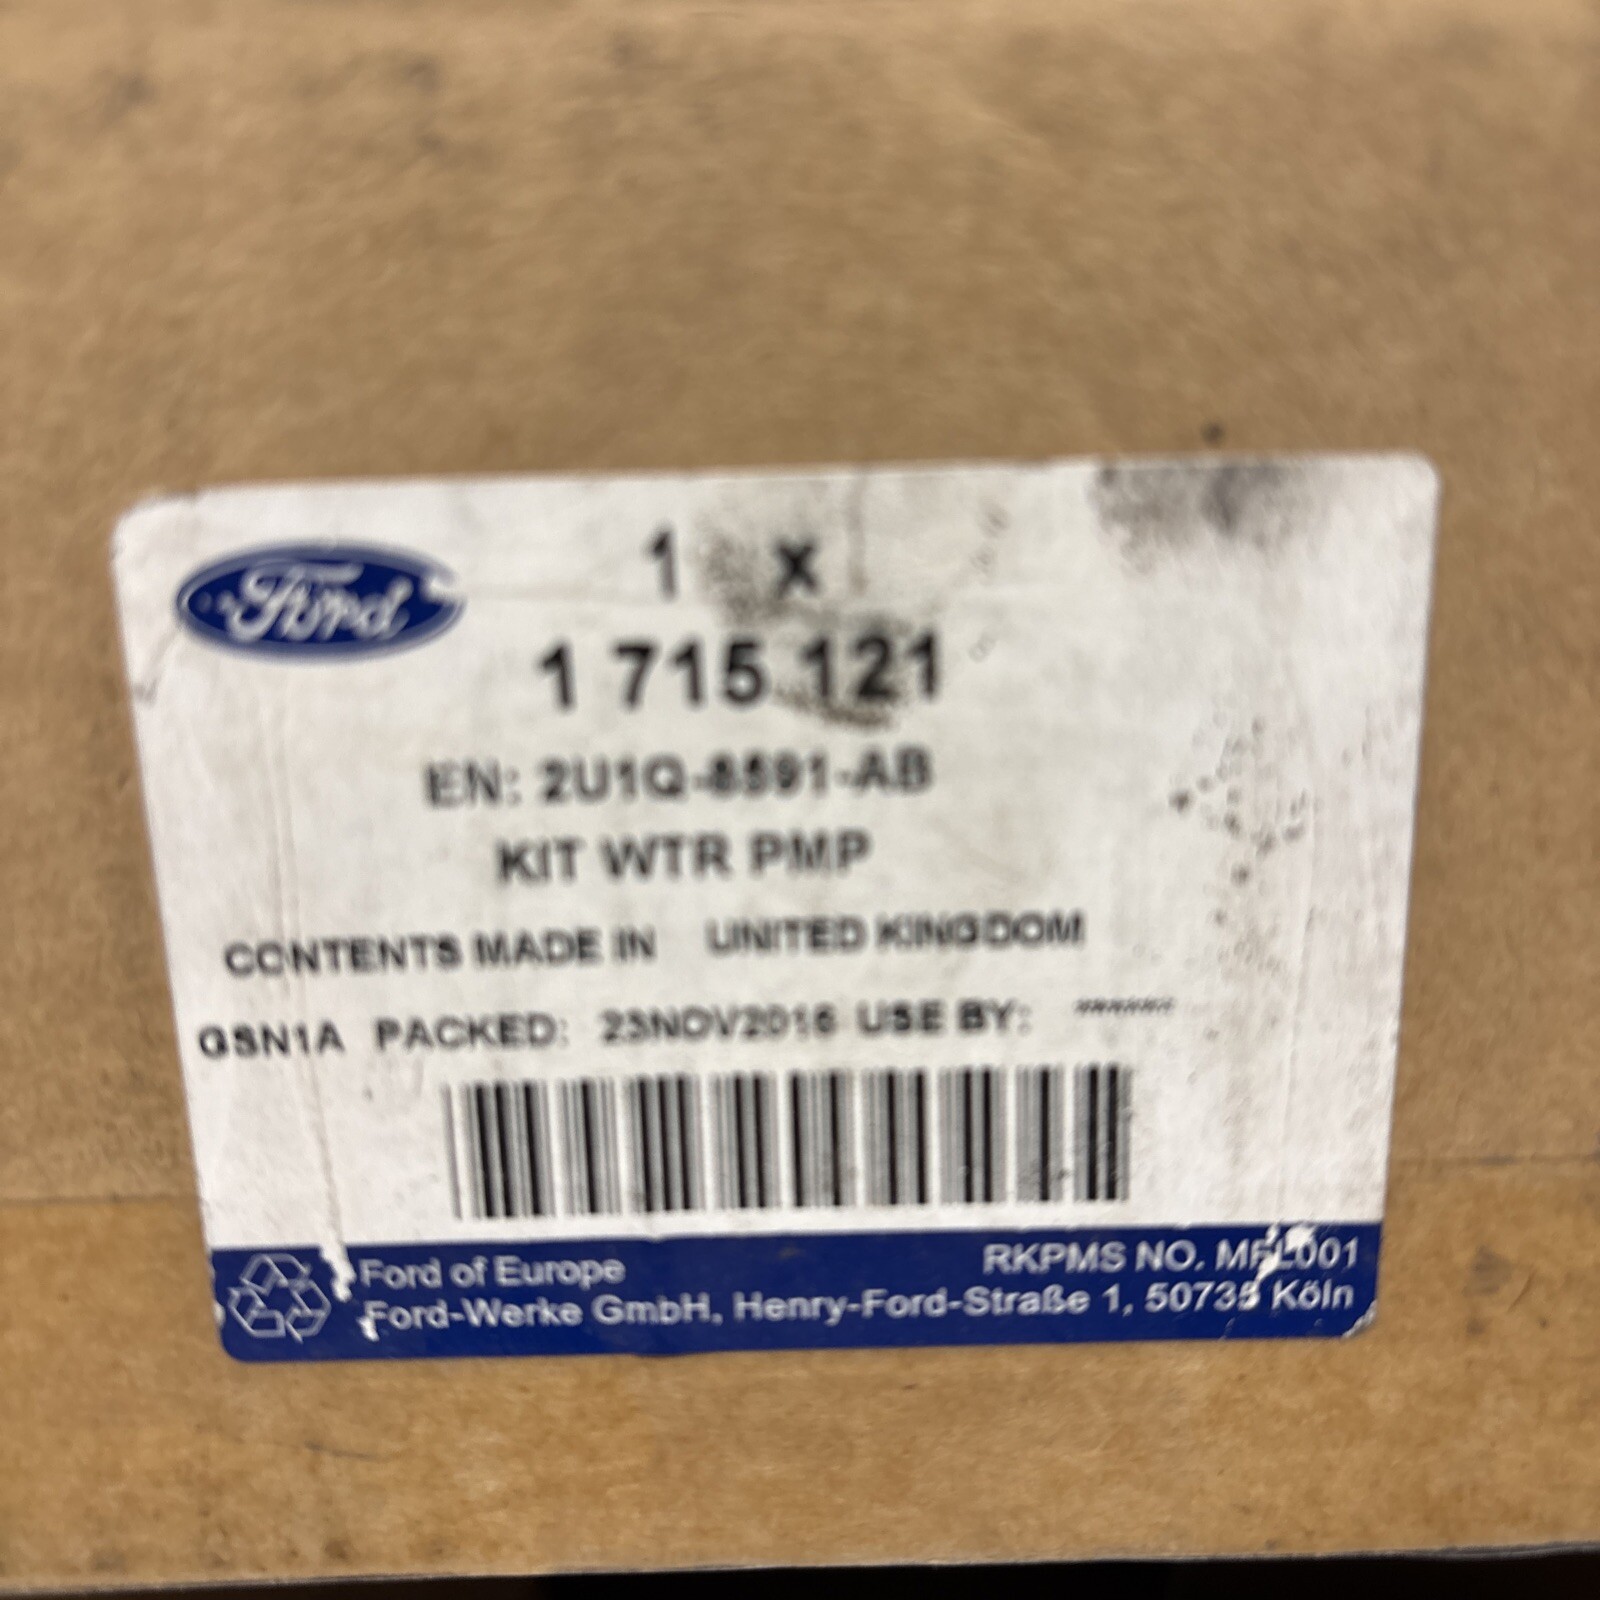 Ford
1 x
1 715 121
EN: 2U1Q-8591-AB
KIT WTR PMP
CONTENTS MADE IN UNITED KINGDOM
GSN1A PACKED: 23NOV2016 USE BY: *******
Ford of Europe RKPMS NO. MFL001
Ford-Werke GmbH, Henry-Ford-Straße 1, 50735 Köln